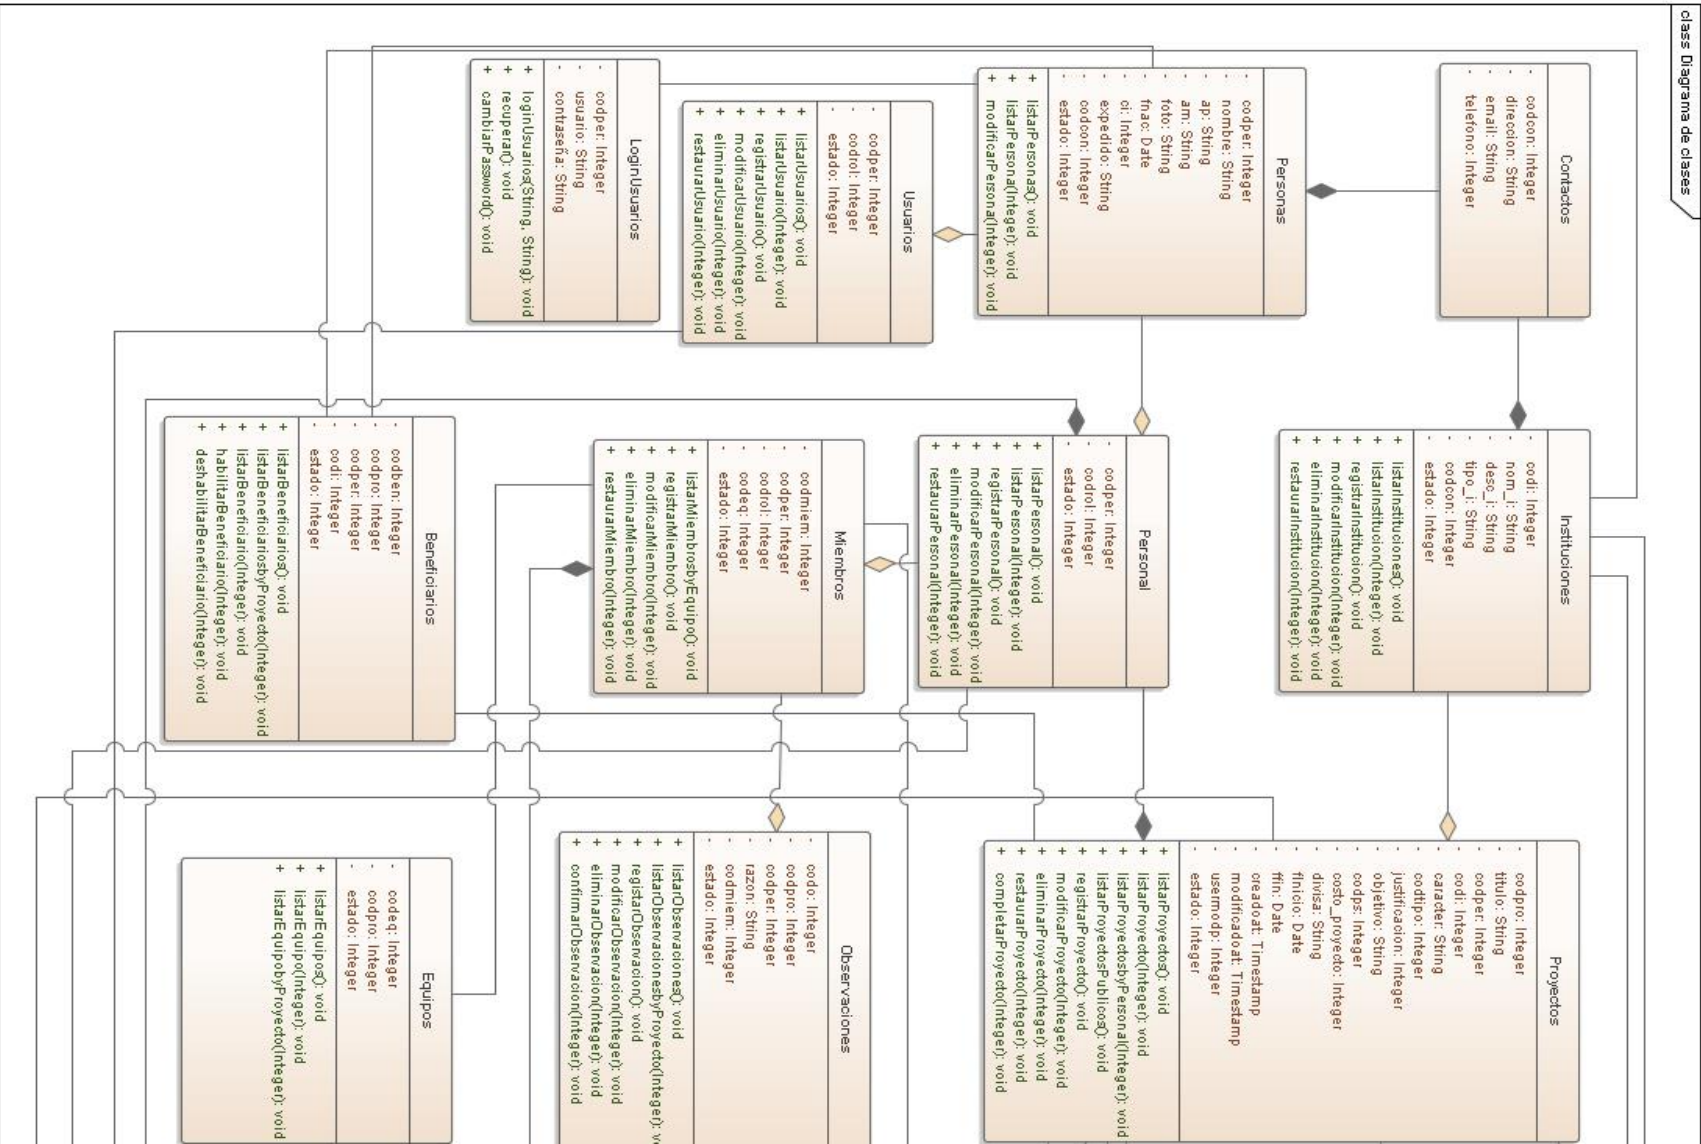 class Diagrama de clases
Contactos
- codcon: Integer
- direccion: String
- email: String
- telefono: Integer
Instituciones
- codi: Integer
- nom_i: String
- desc_i: String
- tipo_i: String
- codcon: Integer
- estado: Integer
+ listarInstituciones(): void
+ listarInstitucion(Integer): void
+ registrarInstitucion(): void
+ modificarInstitucion(Integer): void
+ eliminarInstitucion(Integer): void
+ restaurarInstitucion(Integer): void
Proyectos
- codpro: Integer
- titulo: String
- codper: Integer
- codi: Integer
- caracter: String
- codtipo: Integer
- justificacion: Integer
- objetivo: String
- codps: Integer
- costo_proyecto: Integer
- divisa: String
- fInicio: Date
- ffin: Date
- creadoat: Timestamp
- modificadoat: Timestamp
- usermodp: Integer
- estado: Integer
+ listarProyectos(): void
+ listarProyecto(Integer): void
+ listarProyectosbyPersonal(Integer): void
+ listarProyectosPublicos(): void
+ registrarProyecto(): void
+ modificarProyecto(Integer): void
+ eliminarProyecto(Integer): void
+ restaurarProyecto(Integer): void
+ completarProyecto(Integer): void
Personas
- codper: Integer
- nombre: String
- ap: String
- am: String
- foto: String
- fnac: Date
- ci: Integer
- expedido: String
- codcon: Integer
- estado: Integer
+ listarPersonas(): void
+ listarPersona(Integer): void
+ modificarPersona(Integer): void
Personal
- codper: Integer
- codrol: Integer
- estado: Integer
+ listarPersonal(): void
+ listarPersonal(Integer): void
+ registrarPersonal(): void
+ modificarPersonal(Integer): void
+ eliminarPersonal(Integer): void
+ restaurarPersonal(Integer): void
Usuarios
- codper: Integer
- codrol: Integer
- estado: Integer
+ listarUsuarios(): void
+ listarUsuario(Integer): void
+ registrarUsuario(): void
+ modificarUsuario(Integer): void
+ eliminarUsuario(Integer): void
+ restaurarUsuario(Integer): void
Miembros
- codmiem: Integer
- codper: Integer
- codrol: Integer
- codeq: Integer
- estado: Integer
+ listarMiembrosbyEquipo(): void
+ registrarMiembro(): void
+ modificarMiembro(Integer): void
+ eliminarMiembro(Integer): void
+ restaurarMiembro(Integer): void
Observaciones
- codo: Integer
- codpro: Integer
- codper: Integer
- razon: String
- codmiem: Integer
- estado: Integer
+ listarObservaciones(): void
+ listarObservacionesbyProyecto(Integer): v
+ registarObservacion(): void
+ modificarObservacion(Integer): void
+ eliminarObservacion(Integer): void
+ confirmarObservacion(Integer): void
LoginUsuarios
- codper: Integer
- usuario: String
- contraseña: String
+ loginUsuarios(String, String): void
+ recuperar(): void
+ cambiarPassword(): void
Beneficiarios
- codben: Integer
- codpro: Integer
- codper: Integer
- codi: Integer
- estado: Integer
+ listarBeneficiarios(): void
+ listarBeneficiariosbyProyecto(Integer): void
+ listarBeneficiario(Integer): void
+ habilitarBeneficiario(Integer): void
+ deshabilitarBeneficiario(Integer): void
Equipos
- codeq: Integer
- codpro: Integer
- estado: Integer
+ listarEquipos(): void
+ listarEquipo(Integer): void
+ listarEquipobyProyecto(Integer): void